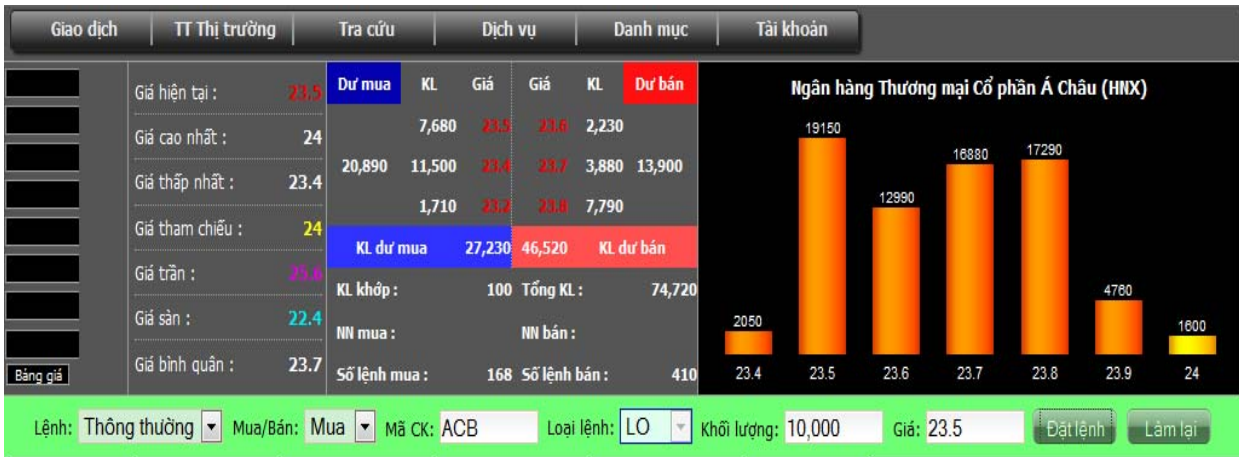 Giao dịch TT Thị trường Tra cứu Dịch vụ Danh mục Tài khoản
Giá hiện tại : 23.5
Giá cao nhất : 24
Giá thấp nhất : 23.4
Giá tham chiếu : 24
Giá trần : 25.6
Giá sàn : 22.4
Giá bình quân : 23.7
Bảng giá
Dư mua KL Giá Giá KL Dư bán
7,680 23.5 23.6 2,230
20,890 11,500 23.4 23.7 3,880 13,900
1,710 23.2 23.8 7,790
KL dư mua 27,230 46,520 KL dư bán
KL khớp : 100 Tổng KL : 74,720
NN mua : NN bán :
Số lệnh mua : 168 Số lệnh bán : 410
Ngân hàng Thương mại Cổ phần Á Châu (HNX)
2050 19150 12990 16880 17290 4760 1600
23.4 23.5 23.6 23.7 23.8 23.9 24
Lệnh: Thông thường Mua/Bán: Mua Mã CK: ACB Loại lệnh: LO Khối lượng: 10,000 Giá: 23.5 Đặt lệnh Làm lại